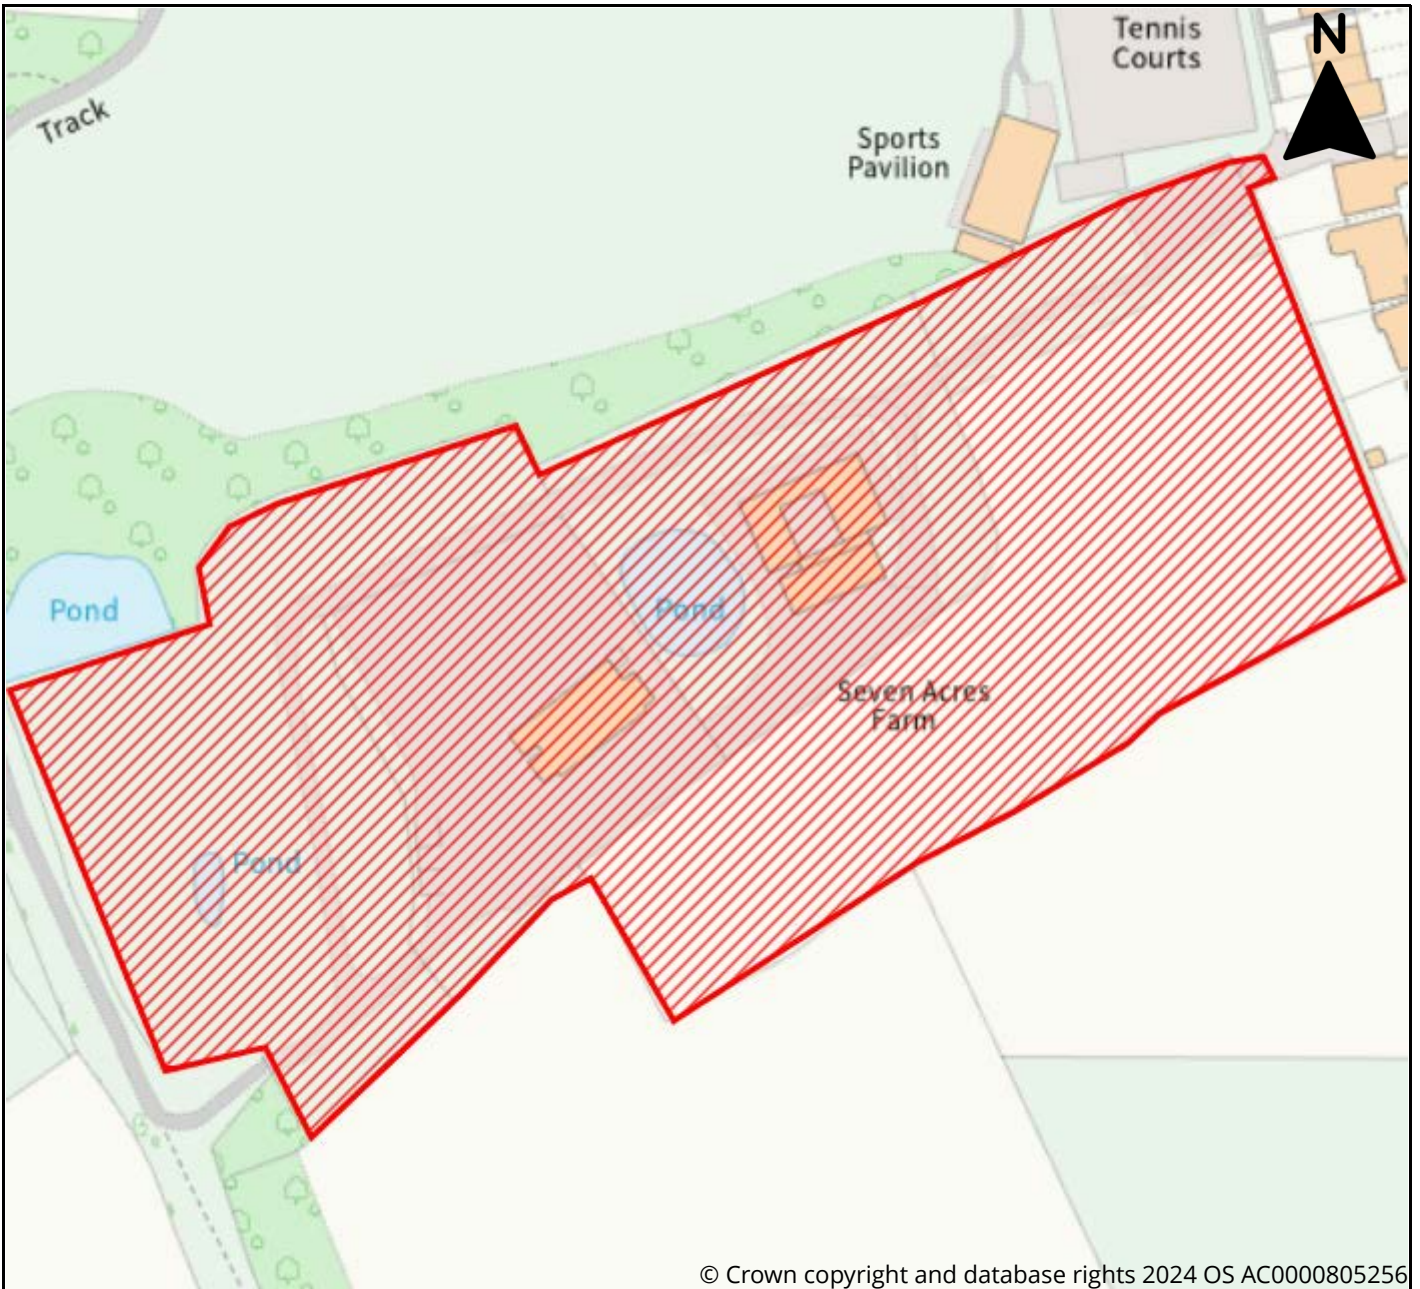 Tennis
Courts
N
Track
Sports
Pavilion
Pond
Pond
Seven Acres
Farm
Pond
© Crown copyright and database rights 2024 OS AC0000805256